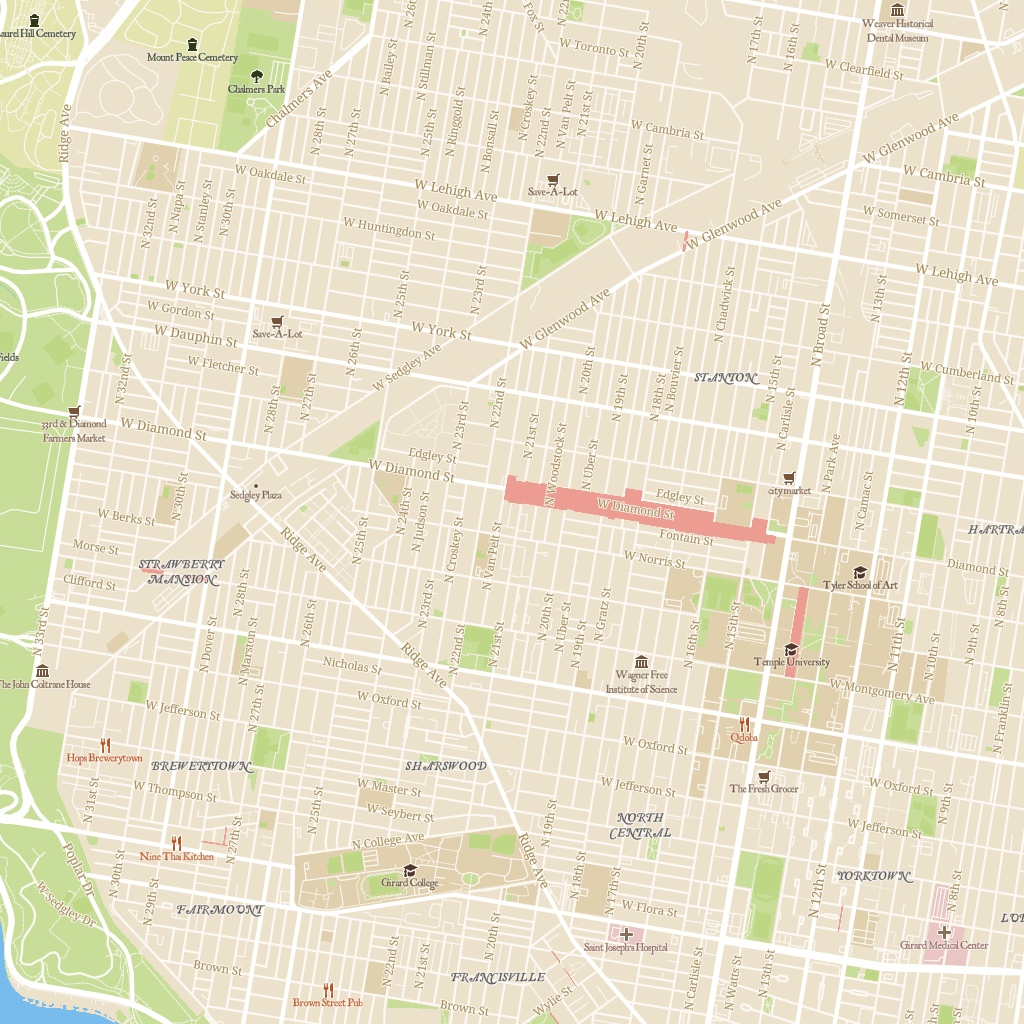 Laurel Hill Cemetery
Mount Peace Cemetery
Chalmers Park
Chalmers Ave
Ridge Ave
N 28th St
N 27th St
N Bailey St
N 26th St
N Stillman St
N 25th St
N Ringgold St
N 24th St
N Bonsall St
Fox St
N 22nd St
N Croskey St
N Van Pelt St
N 21st St
W Toronto St
N 20th St
W Cambria St
N Garnet St
N 17th St
N 16th St
Weaver Historical
Dental Museum
W Clearfield St
W Glenwood Ave
W Cambria St
W Somerset St
W Lehigh Ave
N 13th St
W Oakdale St
W Lehigh Ave
W Oakdale St
Save-A-Lot
W Lehigh Ave
W Glenwood Ave
N 32nd St
N Napa St
N Stanley St
N 30th St
W Huntingdon St
N 25th St
N 23rd St
W York St
W Gordon St
W Dauphin St
W Fletcher St
Save-A-Lot
W York St
W Glenwood Ave
W Sedgley Ave
N 26th St
N Chadwick St
N Broad St
N 15th St
N 12th St
W Cumberland St
N 10th St
STANTON
N 20th St
N 19th St
N 18th St
N Bouvier St
N Carlisle St
N 32nd St
N 28th St
N 27th St
33rd & Diamond
Farmers Market
W Diamond St
N 23rd St
N 22nd St
N 21st St
N Woodstock St
N Uber St
Edgley St
W Diamond St
Sedgley Plaza
N 30th St
N 24th St
N Judson St
N 25th St
N Croskey St
N Van Pelt St
Edgley St
W Diamond St
Fontain St
W Norris St
city market
N Park Ave
N Camac St
Diamond St
Tyler School of Art
W Berks St
Morse St
Clifford St
STRAWBERRY
MANSION
Ridge Ave
N 33rd St
N 28th St
N Dover St
N Marston St
N 26th St
N 23rd St
N 22nd St
N 21st St
N 20th St
N Uber St
N 19th St
N Gratz St
N 16th St
N 15th St
Temple University
N 11th St
N 10th St
N 9th St
N 8th St
The John Coltrane House
Nicholas St
Ridge Ave
Wagner Free
Institute of Science
W Montgomery Ave
N Franklin St
W Jefferson St
N 27th St
W Oxford St
W Oxford St
Qdoba
Hops Brewerytown
BREWERYTOWN
SHARSWOOD
W Jefferson St
The Fresh Grocer
W Oxford St
N 31st St
W Thompson St
N 25th St
W Master St
W Seybert St
NORTH
CENTRAL
W Jefferson St
N 9th St
Nine Thai Kitchen
N 27th St
N College Ave
Girard College
N 19th St
Ridge Ave
N 18th St
N 17th St
YORKTOWN
Poplar Dr
W Sedgley Dr
N 30th St
N 29th St
FAIRMOUNT
W Flora St
N 12th St
N 8th St
Saint Joseph's Hospital
Girard Medical Center
Brown St
Brown Street Pub
N 22nd St
N 21st St
N 20th St
FRANCISVILLE
Brown St
Wylie St
N Carlisle St
N Watts St
N 13th St